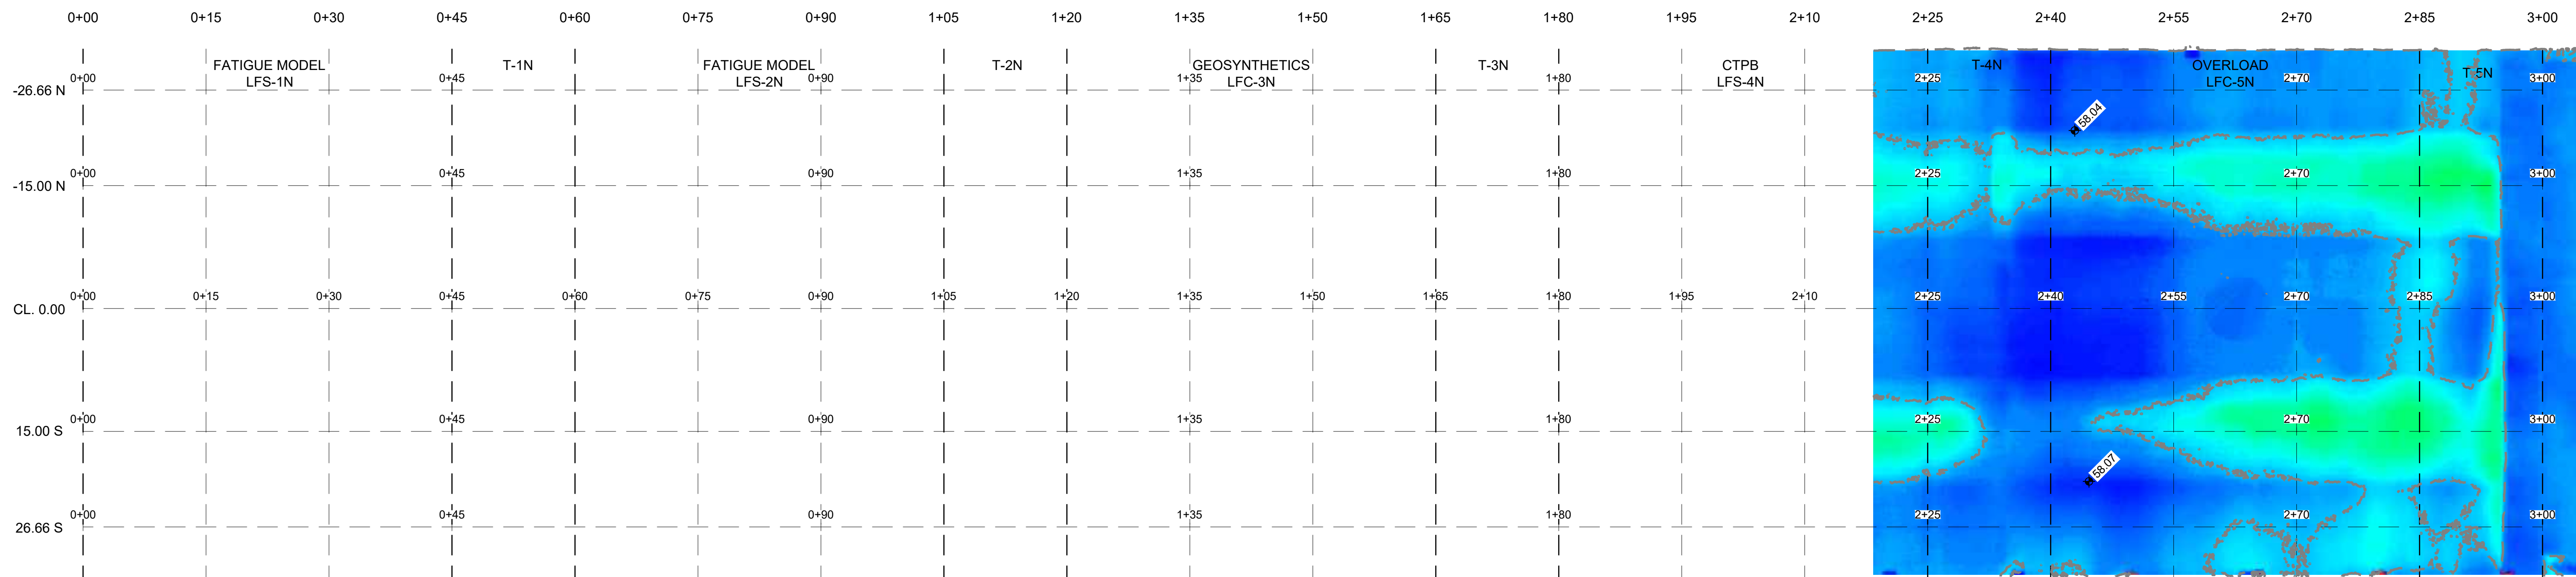 0+00 0+15 0+30 0+45 0+60 0+75 0+90 1+05 1+20 1+35 1+50 1+65 1+80 1+95 2+10 2+25 2+40 2+55 2+70 2+85 3+00
FATIGUE MODEL T-1N FATIGUE MODEL T-2N GEOSYNTHETICS T-3N CTPB T-4N OVERLOAD T-5N
0+00 0+45 0+90 1+35 1+80 2+25 2+70 3+00
LFS-1N LFS-2N LFC-3N LFS-4N LFC-5N
-26.66 N
58.04
0+00 0+45 0+90 1+35 1+80 2+25 2+70 3+00
-15.00 N
0+00 0+15 0+30 0+45 0+60 0+75 0+90 1+05 1+20 1+35 1+50 1+65 1+80 1+95 2+10 2+25 2+40 2+55 2+70 2+85 3+00
CL. 0.00
0+00 0+45 0+90 1+35 1+80 2+25 2+70 3+00
15.00 S
58.07
0+00 0+45 0+90 1+35 1+80 2+25 2+70 3+00
26.66 S